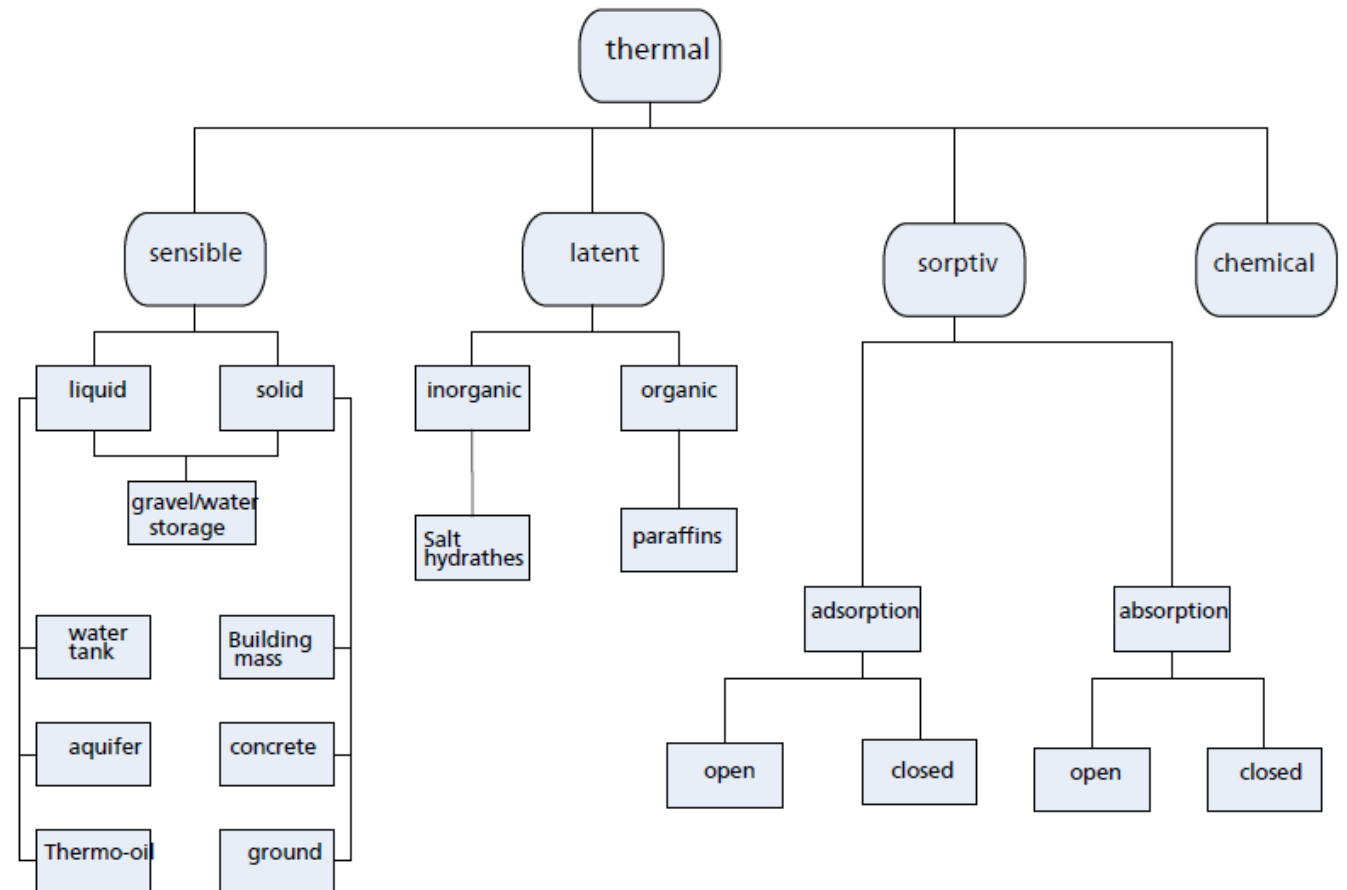 thermal
sensible
latent
sorptiv
chemical
liquid
solid
inorganic
organic
gravel/water
storage
Salt
hydrathes
paraffins
adsorption
absorption
water
tank
Building
mass
aquifer
concrete
open
closed
open
closed
Thermo-oil
ground